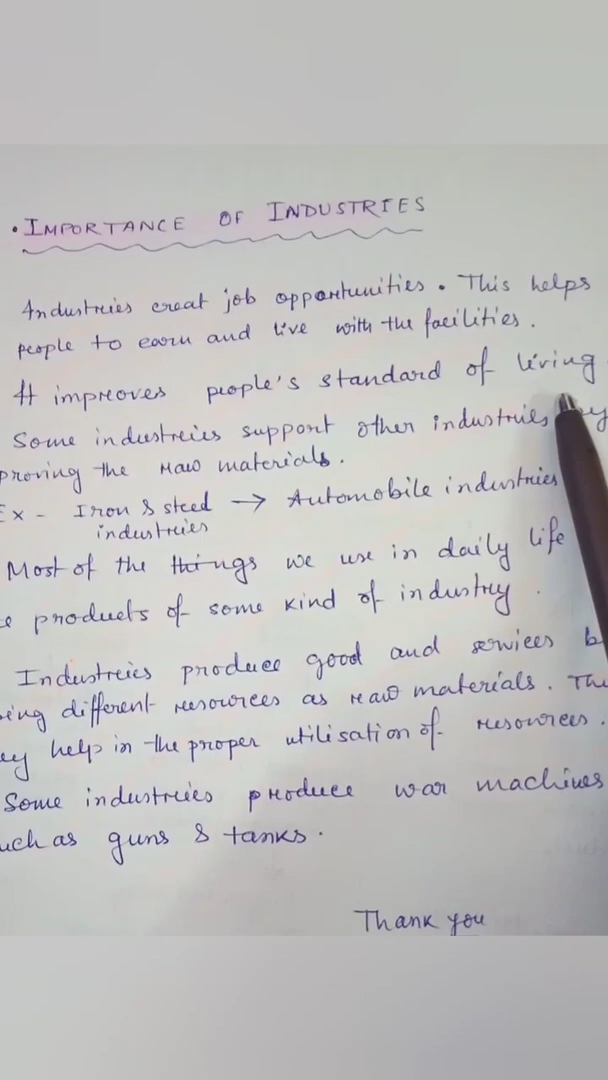 . IMPORTANCE OF INDUSTRIES
Industries creat job opportunities. This helps
people to earn and live with the facilities.
It improves people's standard of living
Some industries support other industries
proving the raw materials.
Ex - Iron & steed → Automobile industries
industries
Most of the things we use in daily life
products of some kind of industry.
Industries produce good and services b
ing different resources as raw materials. The
ey help in the proper utilisation of resources.
Some industries produce war machines
uch as guns & tanks.
Thank you